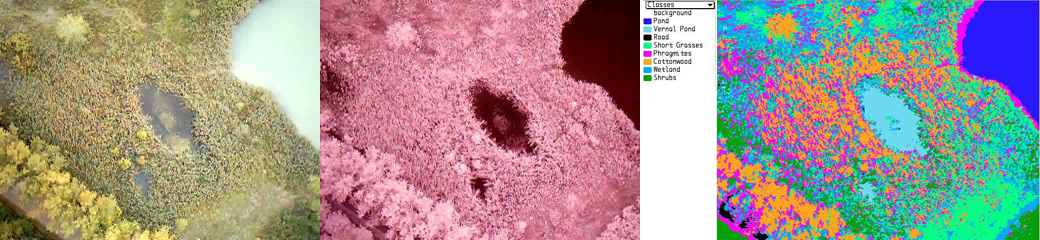 Classes
background
Pond
Vernal Pond
Road
Short Grasses
Phragmites
Cottonwood
Wetland
Shrubs